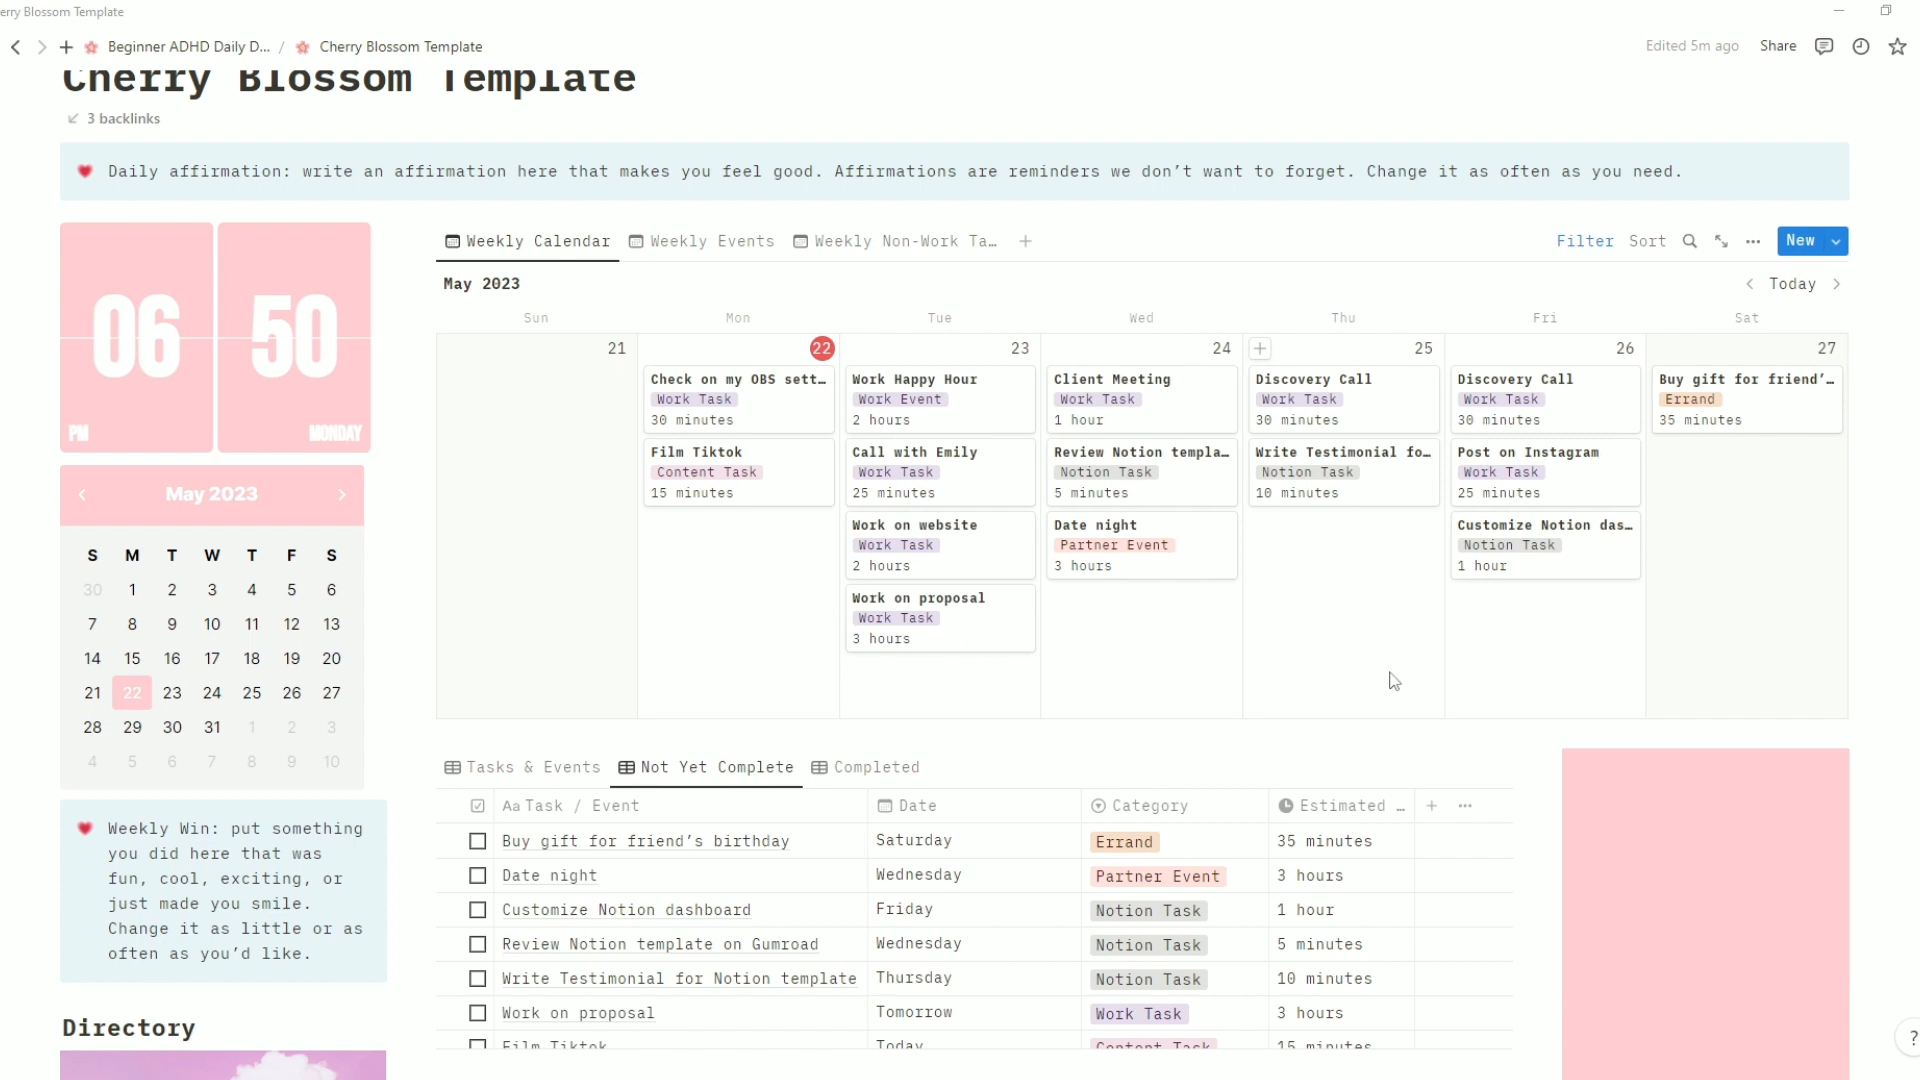 erry Blossom Template
Beginner ADHD Daily D... / Cherry Blossom Template
Edited 5m ago Share
Cherry Blossom Template
3 backlinks
Daily affirmation: write an affirmation here that makes you feel good. Affirmations are reminders we don't want to forget. Change it as often as you need.
06 50
PM MONDAY
May 2023
S M T W T F S
30 1 2 3 4 5 6
7 8 9 10 11 12 13
14 15 16 17 18 19 20
21 22 23 24 25 26 27
28 29 30 31 1 2 3
4 5 6 7 8 9 10
Weekly Win: put something
you did here that was
fun, cool, exciting, or
just made you smile.
Change it as little or as
often as you'd like.
Directory
Weekly Calendar Weekly Events Weekly Non-Work Ta… +
Filter Sort New
May 2023
Today
Sun Mon Tue Wed Thu Fri Sat
21 22 23 24 25 26 27
Check on my OBS sett…
Work Task
30 minutes
Film Tiktok
Content Task
15 minutes
Work Happy Hour
Work Event
2 hours
Call with Emily
Work Task
25 minutes
Work on website
Work Task
2 hours
Work on proposal
Work Task
3 hours
Client Meeting
Work Task
1 hour
Review Notion templa…
Notion Task
5 minutes
Date night
Partner Event
3 hours
Discovery Call
Work Task
30 minutes
Write Testimonial fo…
Notion Task
10 minutes
Discovery Call
Work Task
30 minutes
Post on Instagram
Work Task
25 minutes
Customize Notion das…
Notion Task
1 hour
Buy gift for friend'…
Errand
35 minutes
Tasks & Events Not Yet Complete Completed
Aa Task / Event Date Category Estimated …
Buy gift for friend's birthday Saturday Errand 35 minutes
Date night Wednesday Partner Event 3 hours
Customize Notion dashboard Friday Notion Task 1 hour
Review Notion template on Gumroad Wednesday Notion Task 5 minutes
Write Testimonial for Notion template Thursday Notion Task 10 minutes
Work on proposal Tomorrow Work Task 3 hours
Film Tiktok Today Content Task 15 minutes
?